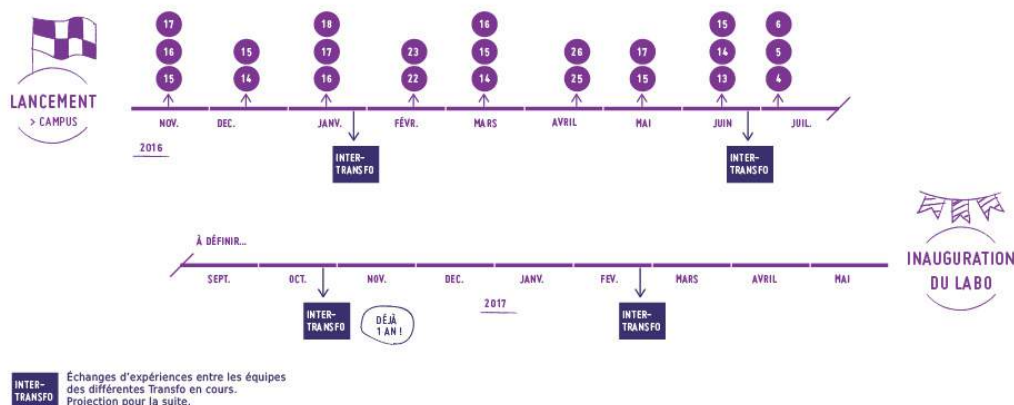 17
16
15
15
14
18
17
16
23
22
16
15
14
26
25
17
15
15
14
13
6
5
4
LANCEMENT
> CAMPUS
NOV.
DEC.
JANV.
FÉVR.
MARS
AVRIL
MAI
JUIN
JUIL.
2016
INTER-
TRANSFO
INTER-
TRANSFO
À DÉFINIR...
SEPT.
OCT.
NOV.
DEC.
JANV.
FEV.
MARS
AVRIL
MAI
INAUGURATION
DU LABO
INTER-
TRANSFO
DÉJÀ
1 AN !
2017
INTER-
TRANSFO
INTER-
TRANSFO
Échanges d'expériences entre les équipes
des différentes Transfo en cours.
Projection pour la suite.